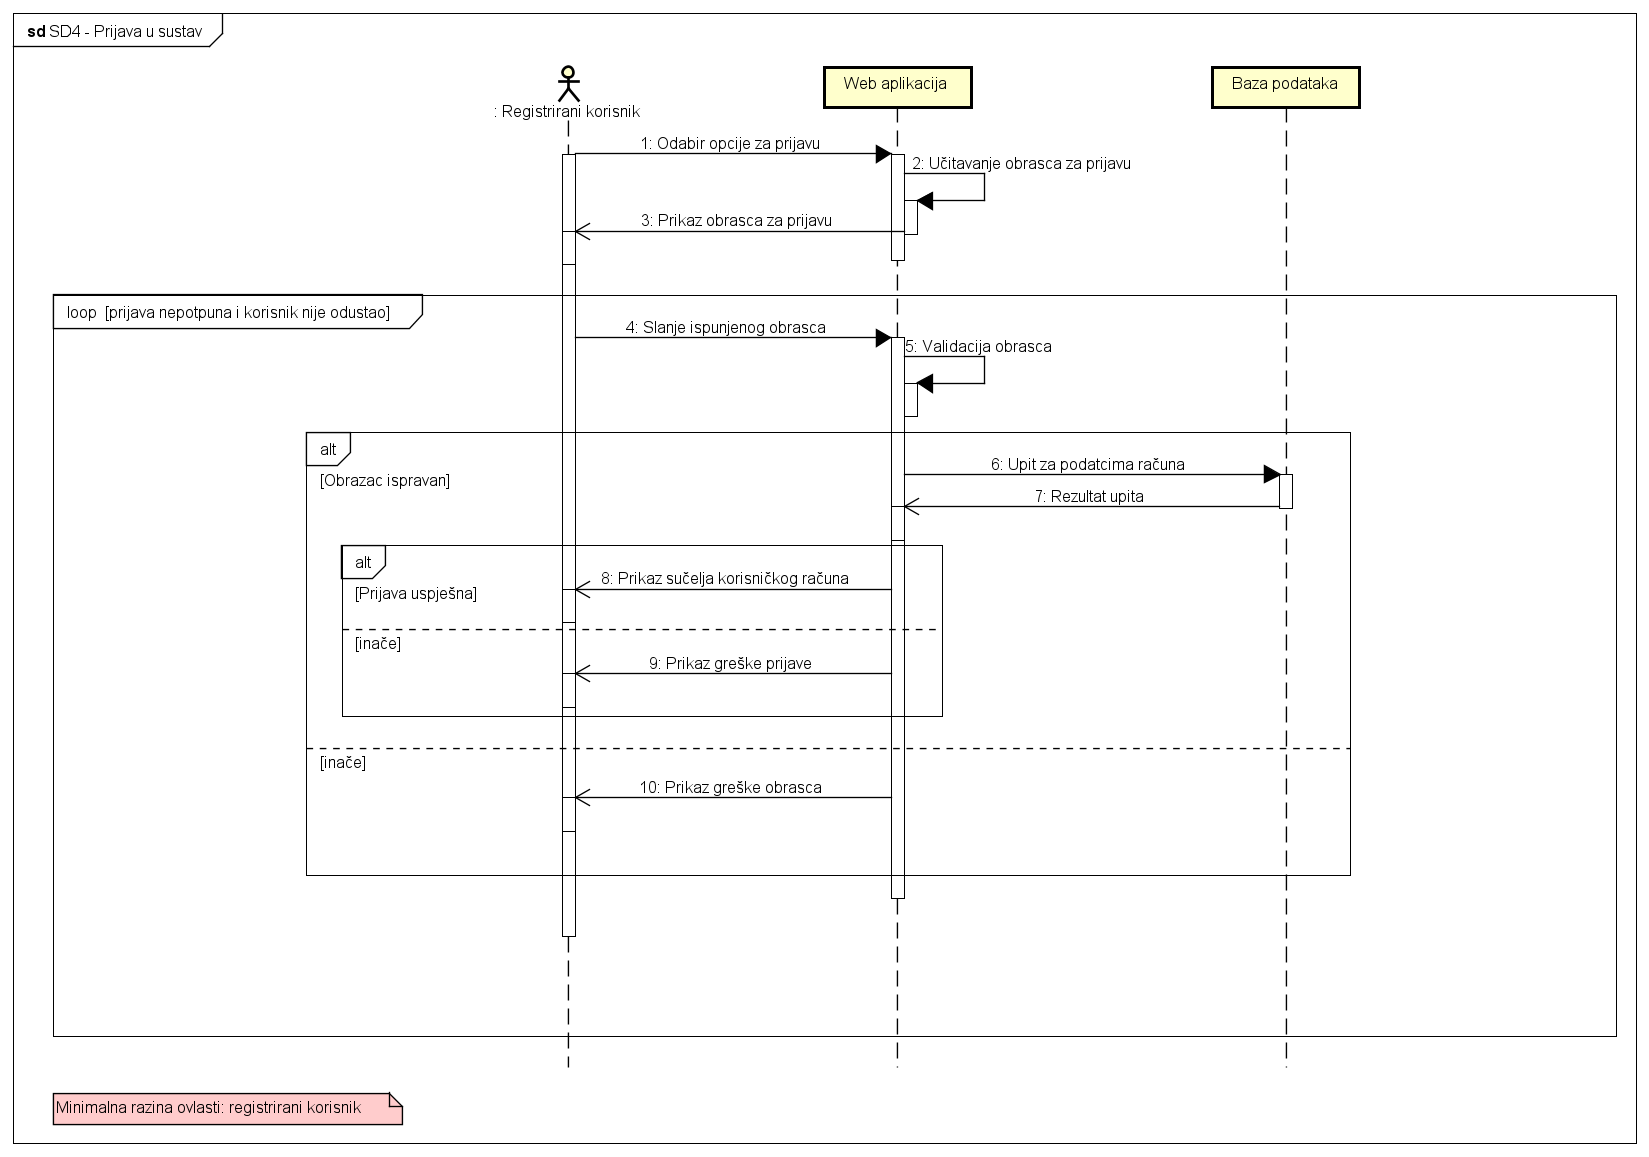 sd SD4 - Prijava u sustav
: Registrirani korisnik
Web aplikacija
Baza podataka
1: Odabir opcije za prijavu
2: Učitavanje obrasca za prijavu
3: Prikaz obrasca za prijavu
loop [prijava nepotpuna i korisnik nije odustao]
4: Slanje ispunjenog obrasca
5: Validacija obrasca
alt
[Obrazac ispravan]
6: Upit za podatcima računa
7: Rezultat upita
alt
[Prijava uspješna]
8: Prikaz sučelja korisničkog računa
[inače]
9: Prikaz greške prijave
[inače]
10: Prikaz greške obrasca
Minimalna razina ovlasti: registrirani korisnik